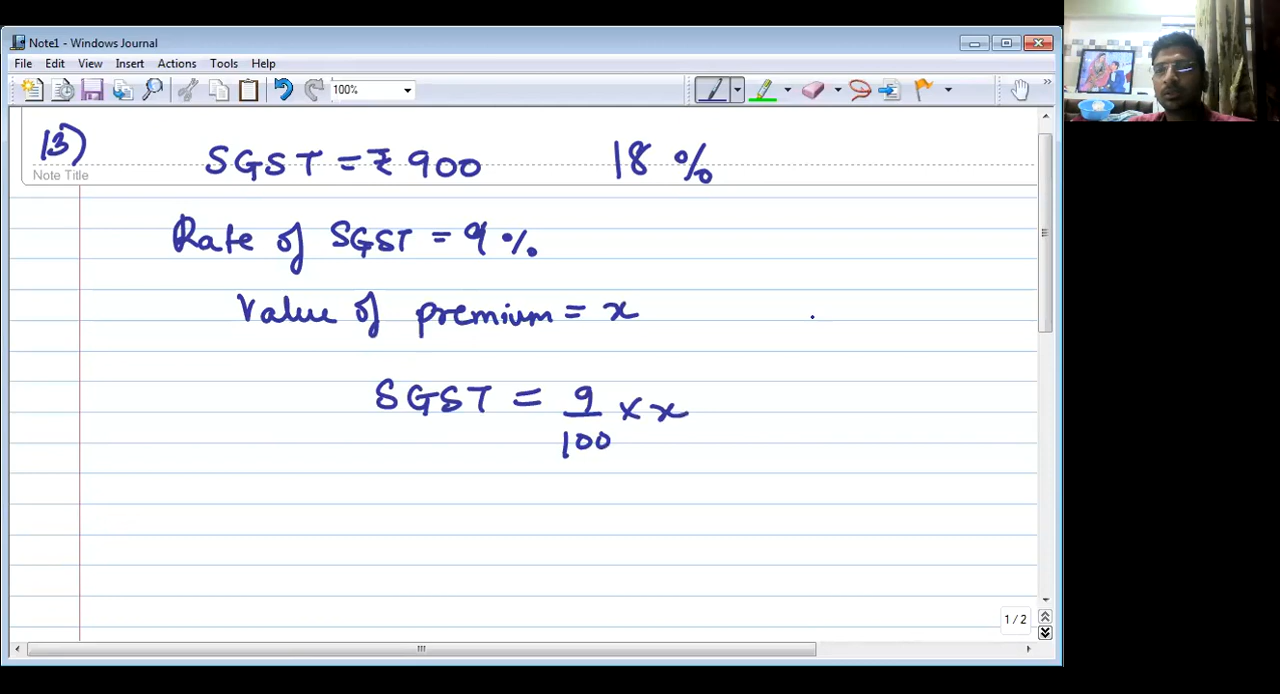 Note1 - Windows Journal
File Edit View Insert Actions Tools Help
100%
13)
SGST = ₹ 900 18 %
Note Title
Rate of SGST = 9 %.
Value of premium = x
SGST = 9/100 × x
1 / 2